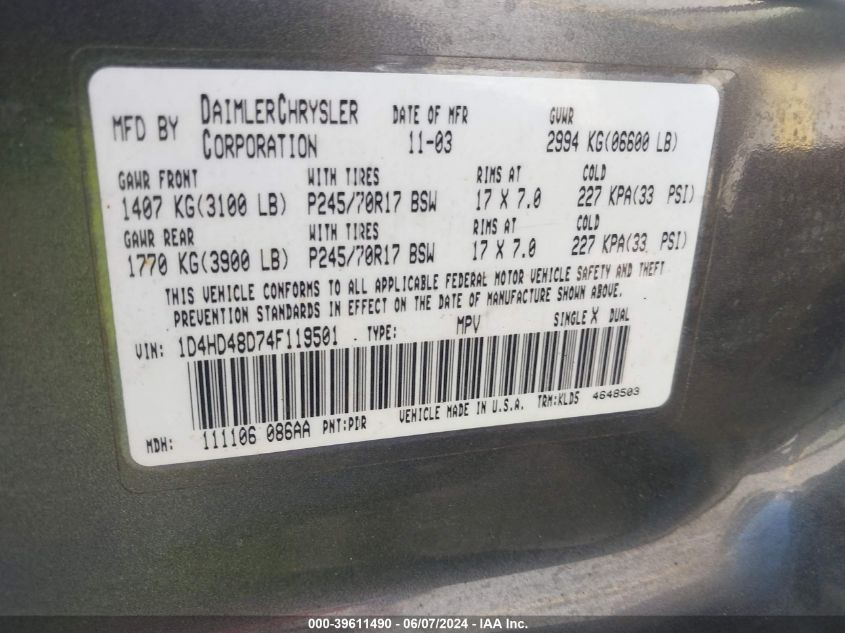 MFD BY DAIMLERCHRYSLER CORPORATION DATE OF MFR 11-03 GVWR 2994 KG(06600 LB)
GAWR FRONT WITH TIRES RIMS AT COLD
1407 KG(3100 LB) P245/70R17 BSW 17 X 7.0 227 KPA(33 PSI)
GAWR REAR WITH TIRES RIMS AT COLD
1770 KG(3900 LB) P245/70R17 BSW 17 X 7.0 227 KPA(33 PSI)
THIS VEHICLE CONFORMS TO ALL APPLICABLE FEDERAL MOTOR VEHICLE SAFETY AND THEFT
PREVENTION STANDARDS IN EFFECT ON THE DATE OF MANUFACTURE SHOWN ABOVE.
VIN: 1D4HD48D74F119501 TYPE: MPV SINGLE X DUAL
MDH: 111106 086AA PNT:PDR VEHICLE MADE IN U.S.A. TRM:KLD5 4648503
000-39611490 - 06/07/2024 - IAA Inc.